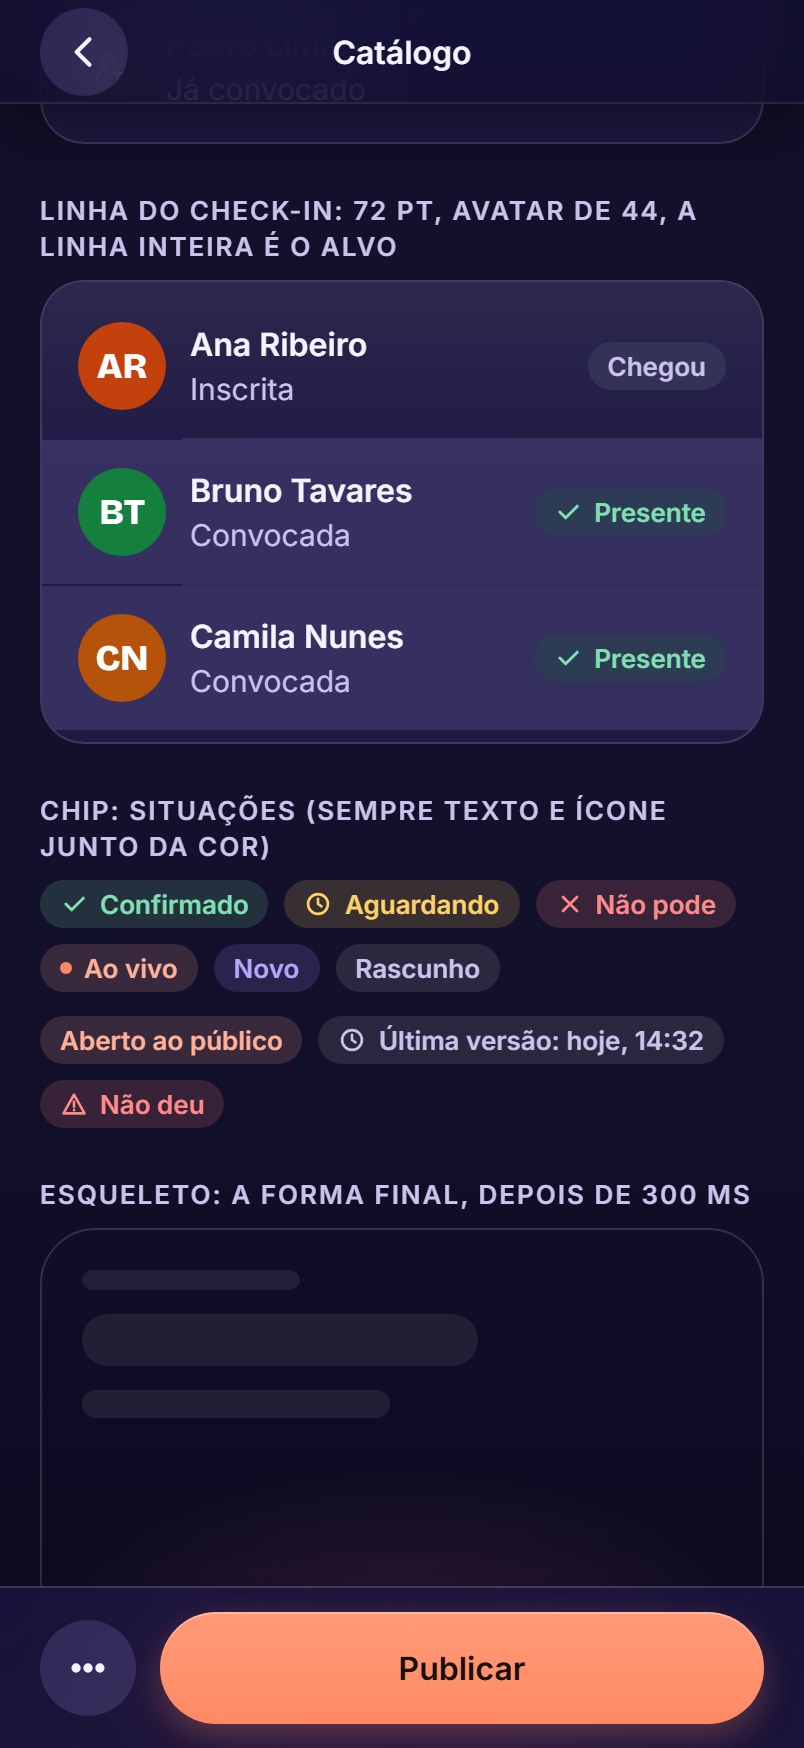 Pedro Lima
Catálogo
Já convocado
LINHA DO CHECK-IN: 72 PT, AVATAR DE 44, A
LINHA INTEIRA É O ALVO
AR
Ana Ribeiro
Inscrita
Chegou
BT
Bruno Tavares
Convocada
Presente
CN
Camila Nunes
Convocada
Presente
CHIP: SITUAÇÕES (SEMPRE TEXTO E ÍCONE
JUNTO DA COR)
Confirmado
Aguardando
Não pode
Ao vivo
Novo
Rascunho
Aberto ao público
Última versão: hoje, 14:32
Não deu
ESQUELETO: A FORMA FINAL, DEPOIS DE 300 MS
Publicar